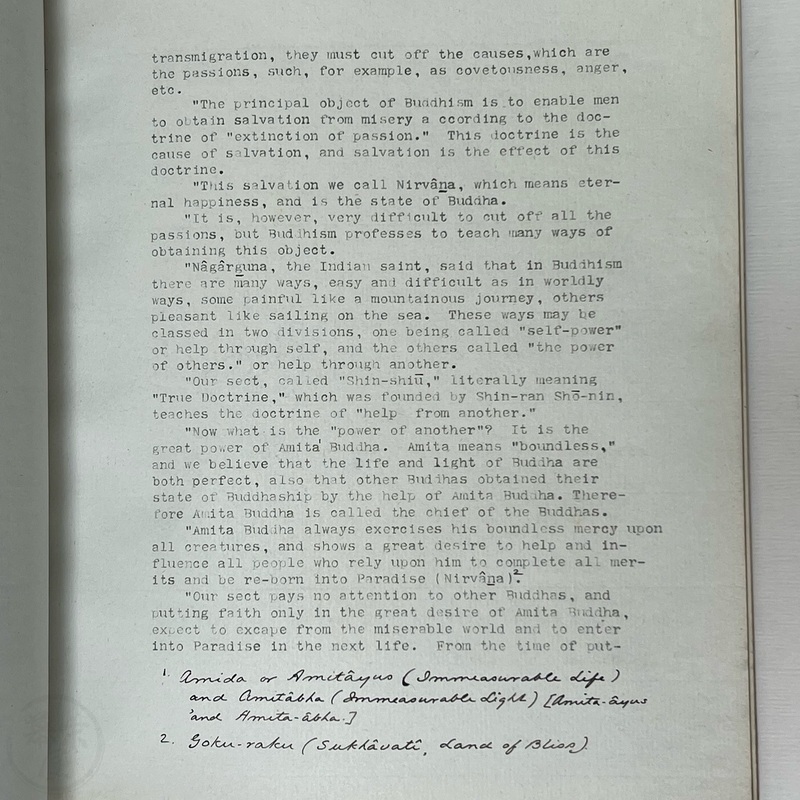 transmigration, they must cut off the causes,which are
the passions, such, for example, as covetousness, anger,
etc.
"The principal object of Buddhism is to enable men
to obtain salvation from misery a ccording to the doc-
trine of "extinction of passion." This doctrine is the
cause of salvation, and salvation is the effect of this
doctrine.
"This salvation we call Nirvâṉa, which means eter-
nal happiness, and is the state of Buddha.
"It is, however, very difficult to cut off all the
passions, but Buddhism professes to teach many ways of
obtaining this object.
"Nâgârg̱una, the Indian saint, said that in Buddhism
there are many ways, easy and difficult as in worldly
ways, some painful like a mountainous journey, others
pleasant like sailing on the sea. These ways may be
classed in two divisions, one being called "self-power"
or help through self, and the others called "the power
of others." or help through another.
"Our sect, called "Shin-shiū," literally meaning
"True Doctrine," which was founded by Shin-ran Shō-nin,
teaches the doctrine of "help from another."
"Now what is the "power of another"? It is the
great power of Amita¹ Buddha. Amita means "boundless,"
and we believe that the life and light of Buddha are
both perfect, also that other Buddhas obtained their
state of Buddhaship by the help of Amita Buddha. There-
fore Amita Buddha is called the chief of the Buddhas.
"Amita Buddha always exercises his boundless mercy upon
all creatures, and shows a great desire to help and in-
fluence all people who rely upon him to complete all mer-
its and be re-born into Paradise (Nirvâṉa)².
"Our sect pays no attention to other Buddhas, and
putting faith only in the great desire of Amita Buddha,
expect to excape from the miserable world and to enter
into Paradise in the next life. From the time of put-
1. Amida or Amitâyus (Immeasurable Life)
and Amitâbha (Immeasurable Light) [Amita-âyus
and Amita-âbha.]
2. Goku-raku (Sukhâvatî, Land of Bliss).